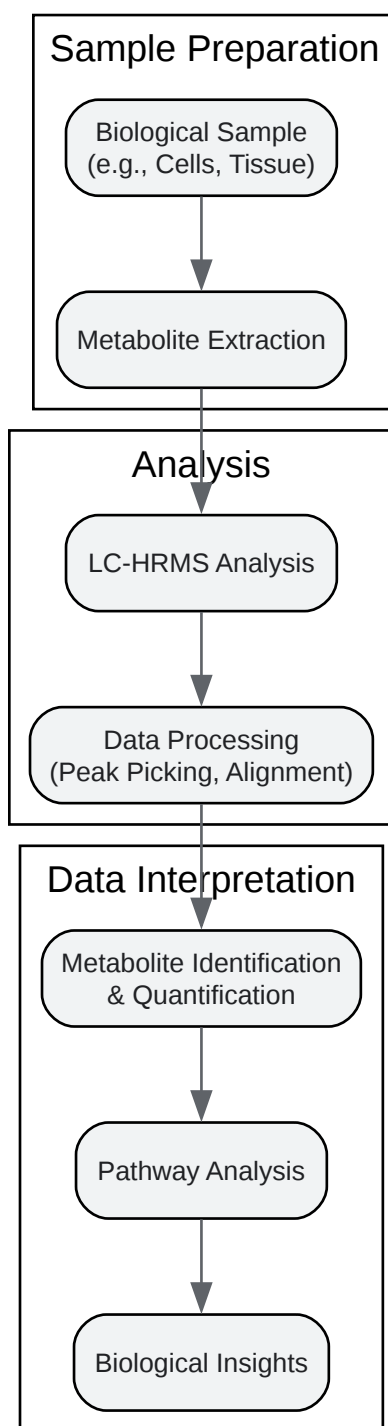 Sample Preparation
Biological Sample
(e.g., Cells, Tissue)
Metabolite Extraction
Analysis
LC-HRMS Analysis
Data Processing
(Peak Picking, Alignment)
Data Interpretation
Metabolite Identification
& Quantification
Pathway Analysis
Biological Insights